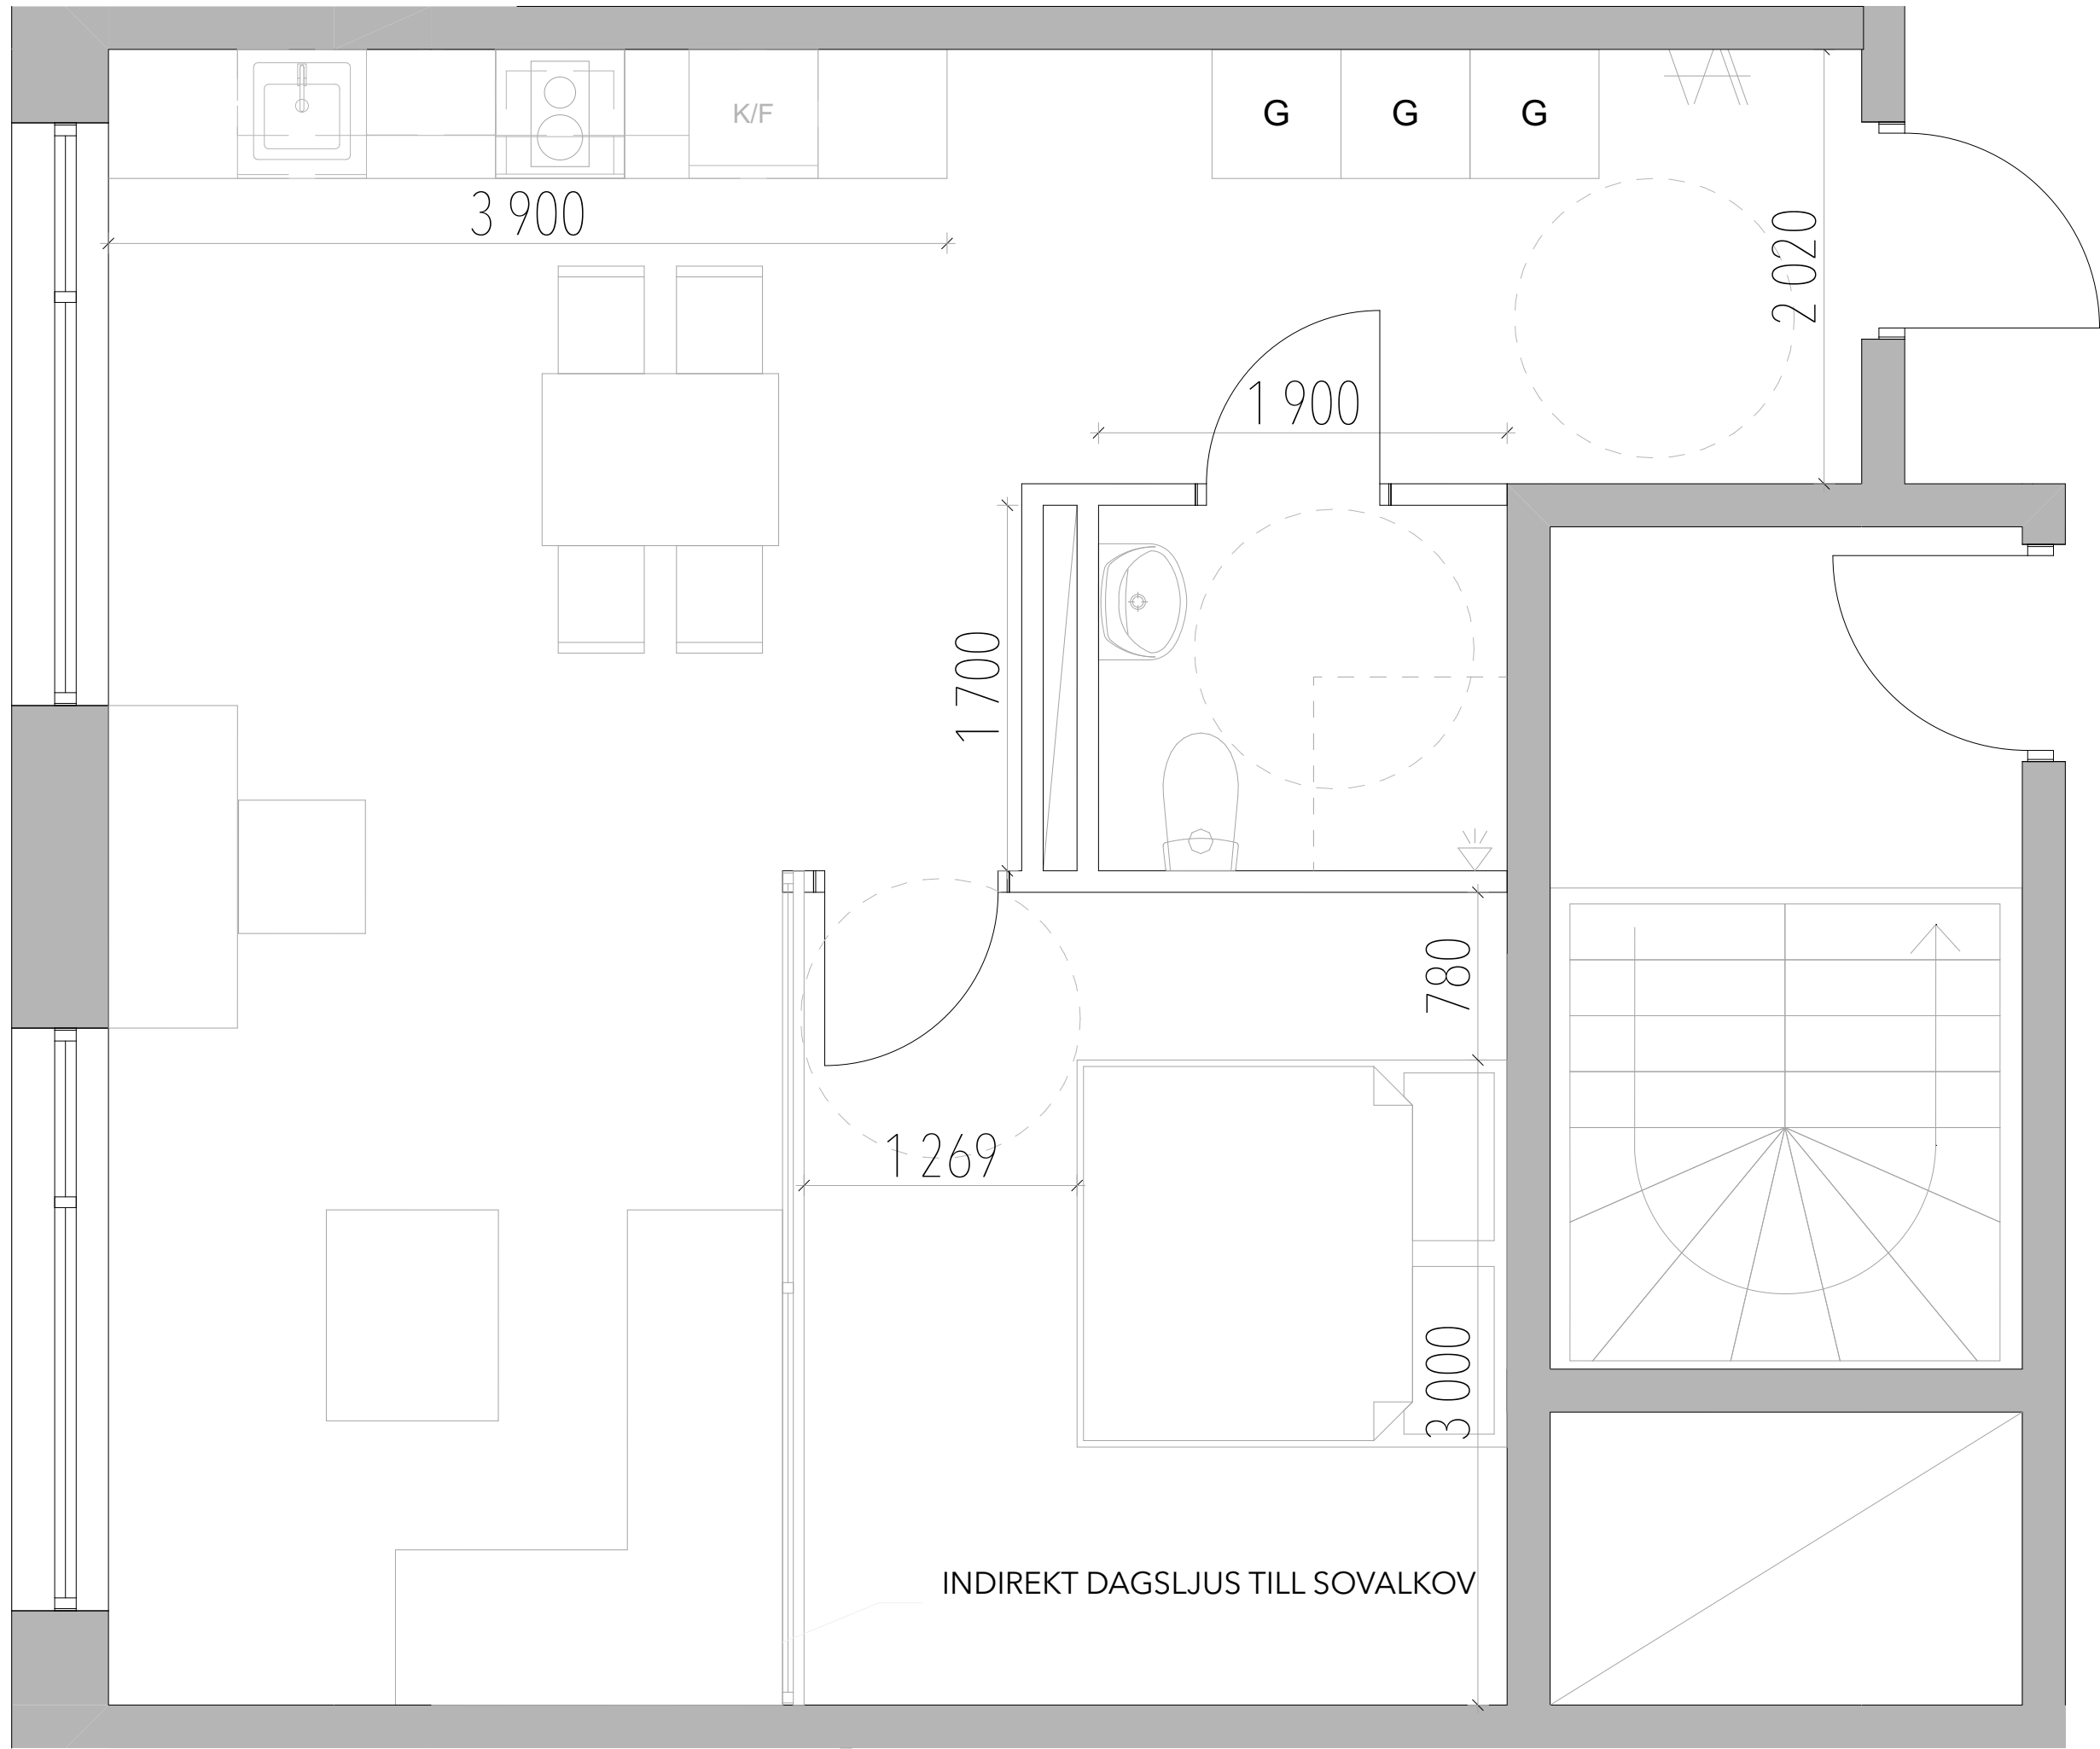 K/F
G G G
3 900
2 020
1 900
1 700
780
1 269
3 000
INDIREKT DAGSLJUS TILL SOVALKOV